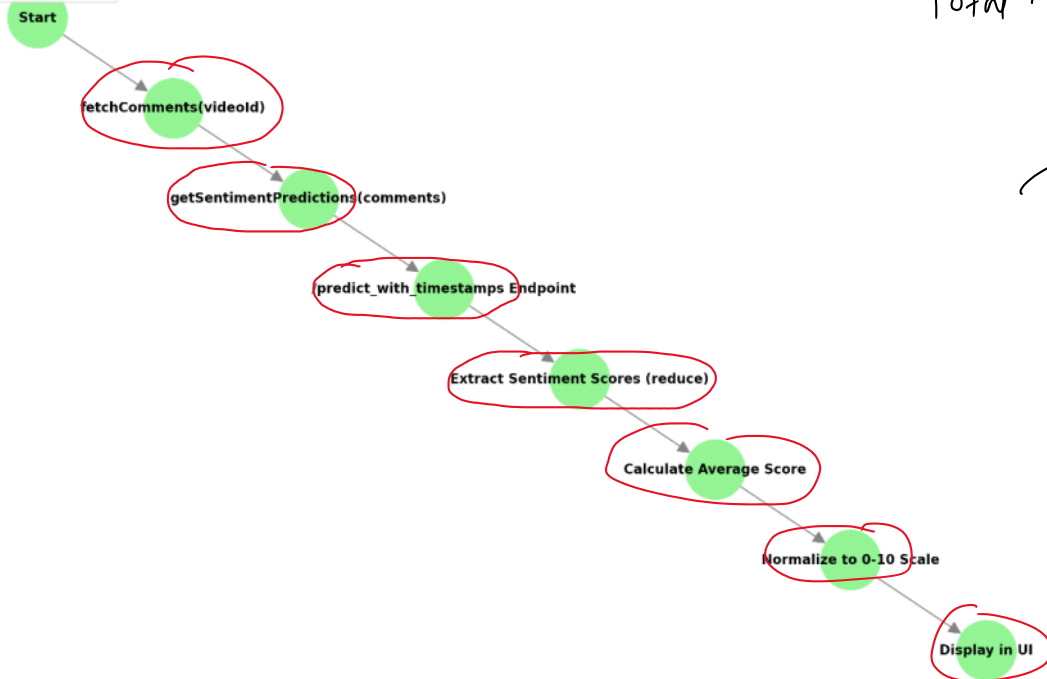 Start
fetchComments(videoId)
getSentimentPredictions(comments)
/predict_with_timestamps Endpoint
Extract Sentiment Scores (reduce)
Calculate Average Score
Normalize to 0-10 Scale
Display in UI